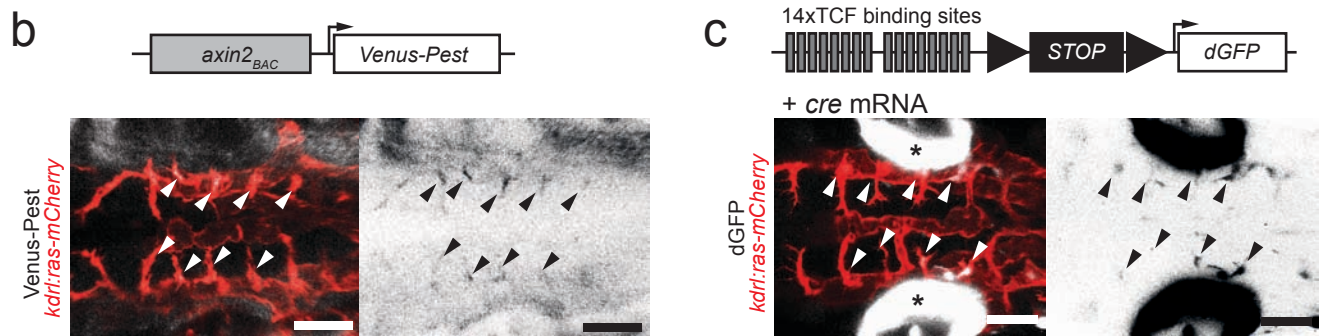 b
axin2BAC
Venus-Pest
Venus-Pest
kdrl:ras-mCherry
c
14xTCF binding sites
STOP
dGFP
+ cre mRNA
dGFP
kdrl:ras-mCherry
*
*